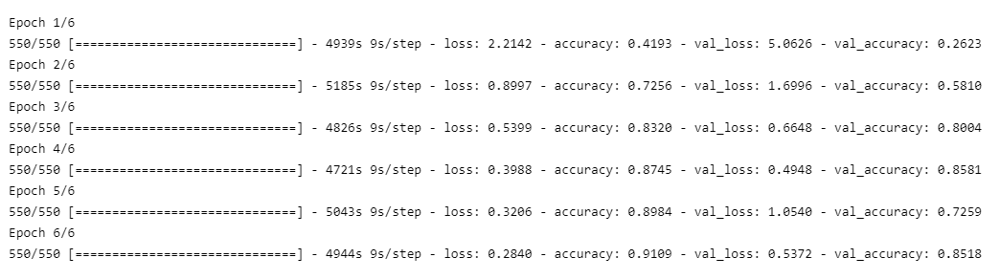 Epoch 1/6
550/550 [==============================] - 4939s 9s/step - loss: 2.2142 - accuracy: 0.4193 - val_loss: 5.0626 - val_accuracy: 0.2623
Epoch 2/6
550/550 [==============================] - 5185s 9s/step - loss: 0.8997 - accuracy: 0.7256 - val_loss: 1.6996 - val_accuracy: 0.5810
Epoch 3/6
550/550 [==============================] - 4826s 9s/step - loss: 0.5399 - accuracy: 0.8320 - val_loss: 0.6648 - val_accuracy: 0.8004
Epoch 4/6
550/550 [==============================] - 4721s 9s/step - loss: 0.3988 - accuracy: 0.8745 - val_loss: 0.4948 - val_accuracy: 0.8581
Epoch 5/6
550/550 [==============================] - 5043s 9s/step - loss: 0.3206 - accuracy: 0.8984 - val_loss: 1.0540 - val_accuracy: 0.7259
Epoch 6/6
550/550 [==============================] - 4944s 9s/step - loss: 0.2840 - accuracy: 0.9109 - val_loss: 0.5372 - val_accuracy: 0.8518